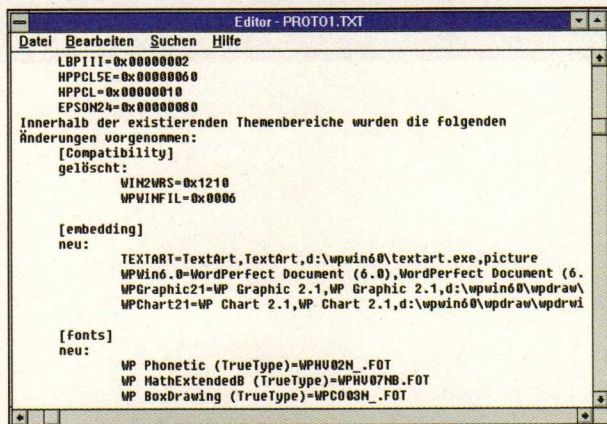 Editor - PROTO1.TXT
Datei Bearbeiten Suchen Hilfe
LBPIII=0x00000002
HPPCL5E=0x00000060
HPPCL=0x00000010
EPSON24=0x00000080
Innerhalb der existierenden Themenbereiche wurden die folgenden
Änderungen vorgenommen:
[Compatibility]
gelöscht:
WIN2WRS=0x1210
WPWINFIL=0x0006
[embedding]
neu:
TEXTART=TextArt,TextArt,d:\wpwin60\textart.exe,picture
WPWin6.0=WordPerfect Document (6.0),WordPerfect Document (6.
WPGraphic21=WP Graphic 2.1,WP Graphic 2.1,d:\wpwin60\wpdraw\
WPChart21=WP Chart 2.1,WP Chart 2.1,d:\wpwin60\wpdraw\wpdrwi
[fonts]
neu:
WP Phonetic (TrueType)=WPHV02N_.FOT
WP MathExtendedB (TrueType)=WPHV07NB.FOT
WP BoxDrawing (TrueType)=WPCO03N_.FOT